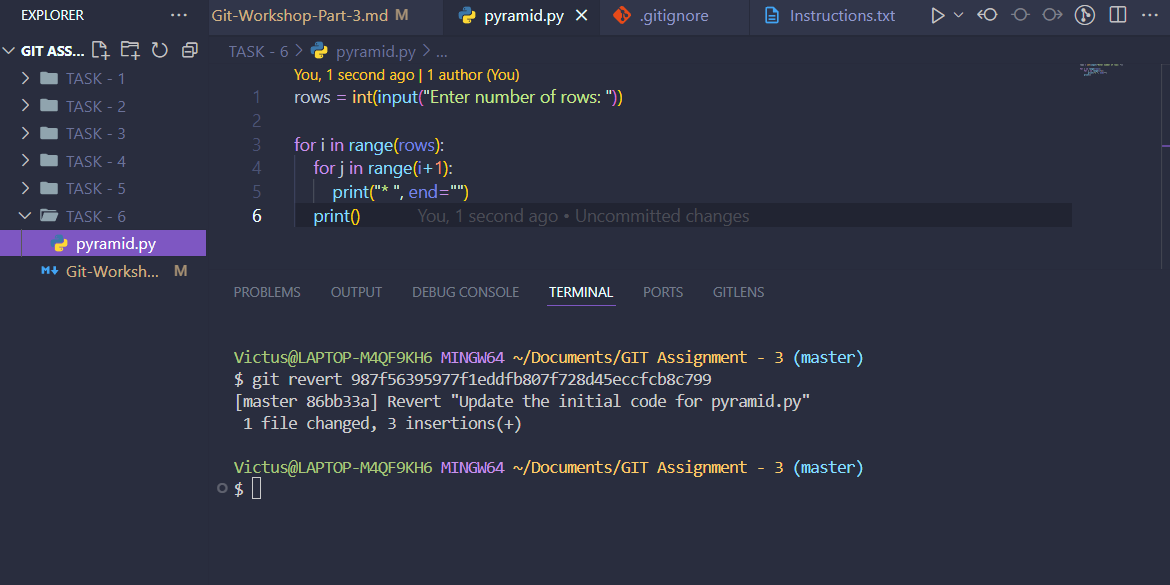 EXPLORER ···
Git-Workshop-Part-3.md M
pyramid.py
.gitignore
Instructions.txt
GIT ASS...
TASK - 1
TASK - 2
TASK - 3
TASK - 4
TASK - 5
TASK - 6
pyramid.py
Git-Worksh... M
TASK - 6 > pyramid.py > ...
You, 1 second ago | 1 author (You)
1 rows = int(input("Enter number of rows: "))
2
3 for i in range(rows):
4 for j in range(i+1):
5 print("* ", end="")
6 print() You, 1 second ago • Uncommitted changes
PROBLEMS OUTPUT DEBUG CONSOLE TERMINAL PORTS GITLENS
Victus@LAPTOP-M4QF9KH6 MINGW64 ~/Documents/GIT Assignment - 3 (master)
$ git revert 987f56395977f1eddfb807f728d45eccfcb8c799
[master 86bb33a] Revert "Update the initial code for pyramid.py"
1 file changed, 3 insertions(+)
Victus@LAPTOP-M4QF9KH6 MINGW64 ~/Documents/GIT Assignment - 3 (master)
$